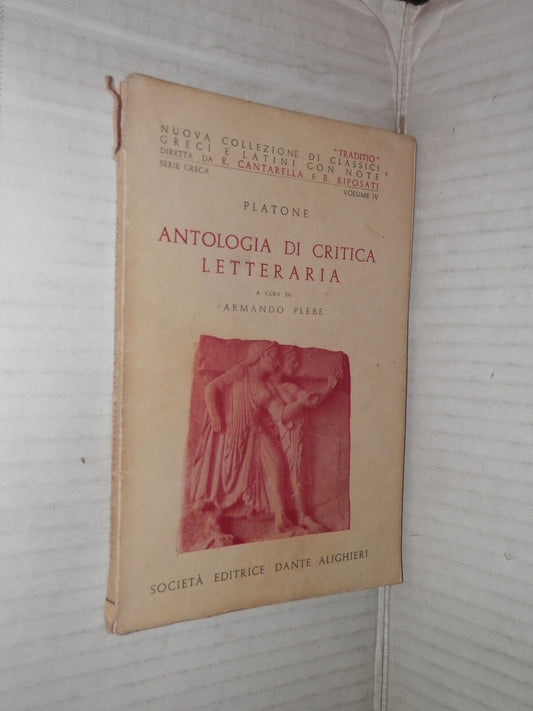 "TRADITIO"
NUOVA COLLEZIONE DI CLASSICI
GRECI E LATINI CON NOTE
DIRETTA DA R. CANTARELLA E B. RIPOSATI
SERIE GRECA VOLUME IV
PLATONE
ANTOLOGIA DI CRITICA
LETTERARIA
A CURA DI
ARMANDO PLEBE
SOCIETÀ EDITRICE DANTE ALIGHIERI